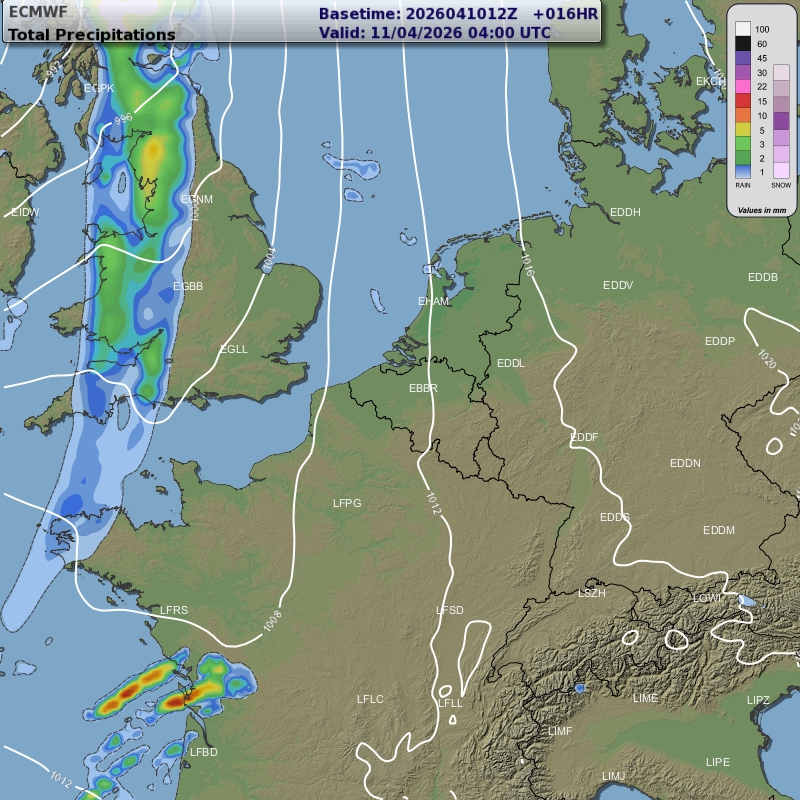 ECMWF
Basetime: 2026041012Z +016HR
Total Precipitations
Valid: 11/04/2026 04:00 UTC
100
60
45
30
22
15
10
5
3
2
1
RAIN
SNOW
Values in mm
992
EGPK
EKCH
996
EIDW
EGNM
1000
EDDH
1004
1016
EGBB
EHAM
EDDV
EDDB
EGLL
EDDP
1020
EDDL
EBBR
EDDF
EDDN
LFPG
1012
EDDS
EDDM
LSZH
LOWI
LFRS
1008
LFSD
LFLC
LFLL
LIME
LIPZ
LIMF
LFBD
LIPE
1012
LIMJ